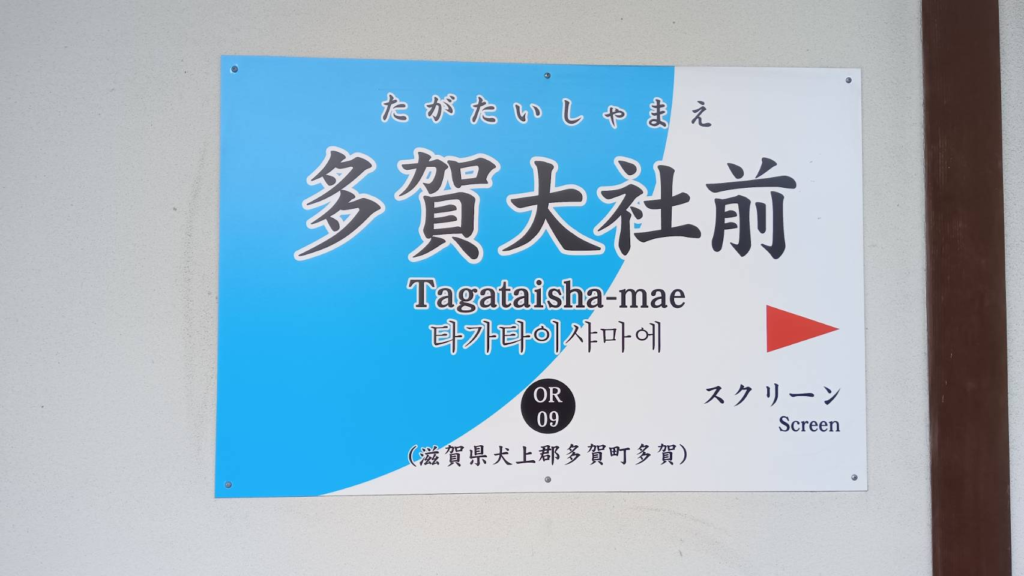 たがたいしゃまえ
多賀大社前
Tagataisha-mae
타가타이샤마에
OR
09
スクリーン
Screen
(滋賀県犬上郡多賀町多賀)